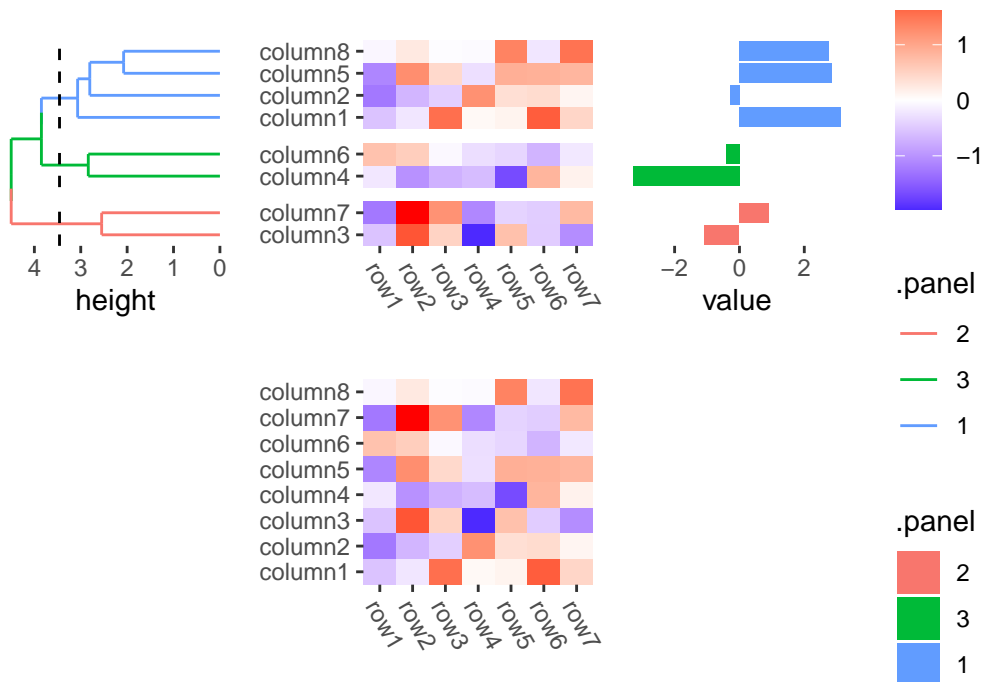 column8
column5
column2
column1
column6
column4
column7
column3
4 3 2 1 0
height
row1 row2 row3 row4 row5 row6 row7
−2 0 2
value
1
0
−1
.panel
2
3
1
column8
column7
column6
column5
column4
column3
column2
column1
row1 row2 row3 row4 row5 row6 row7
.panel
2
3
1